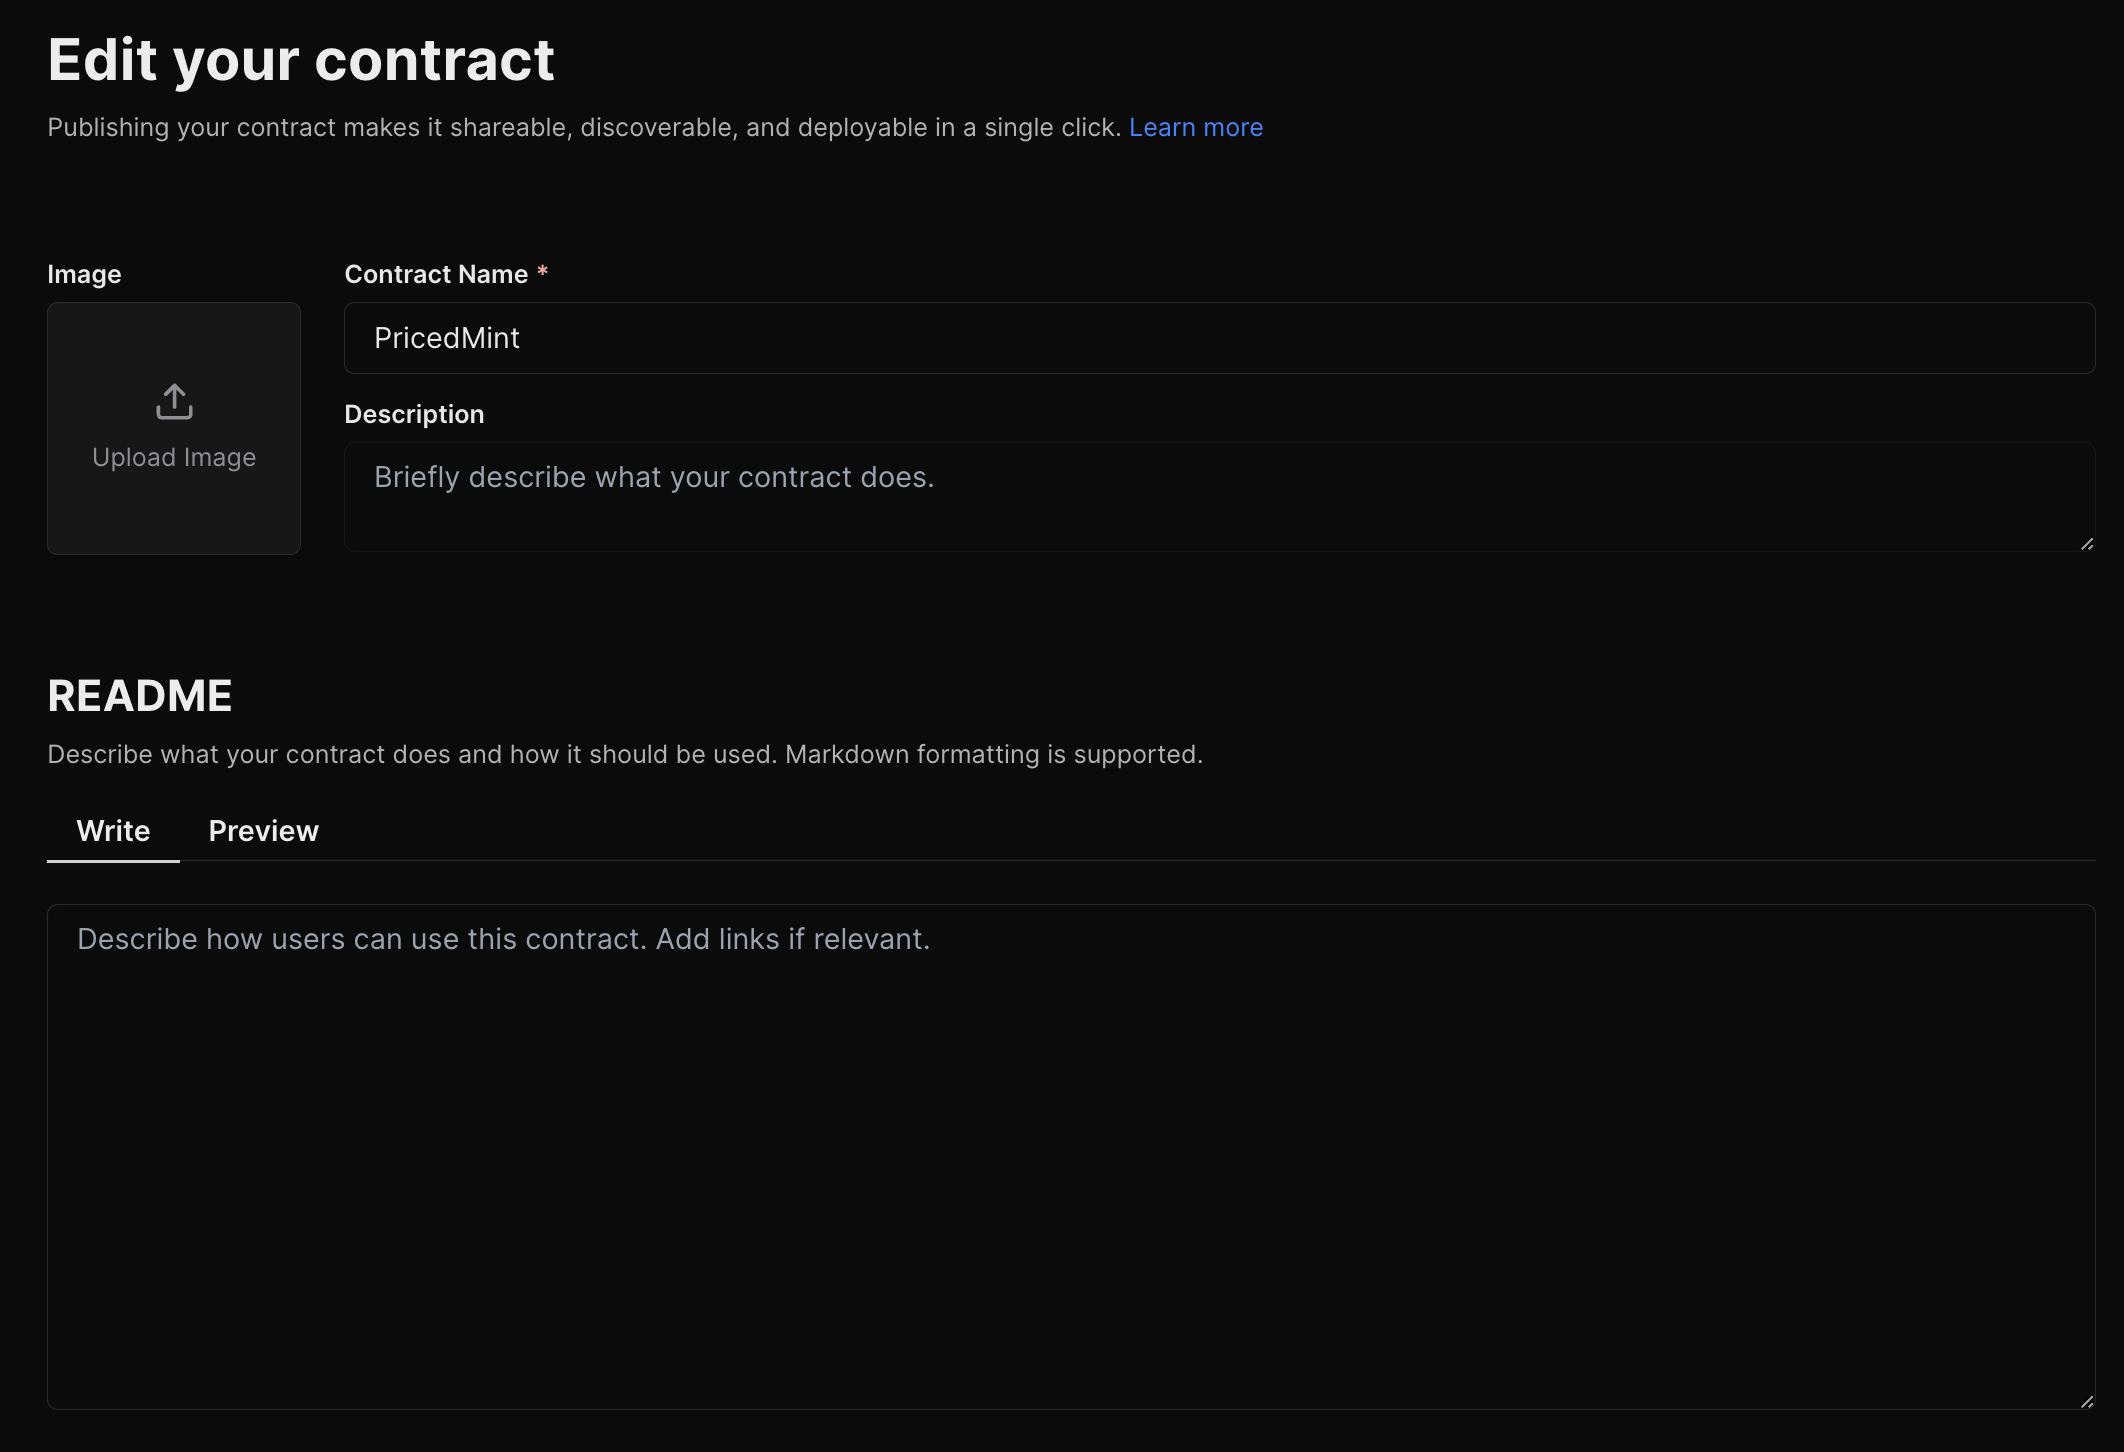 Edit your contract
Publishing your contract makes it shareable, discoverable, and deployable in a single click. Learn more
Image
Contract Name *
PricedMint
Upload Image
Description
Briefly describe what your contract does.
README
Describe what your contract does and how it should be used. Markdown formatting is supported.
Write Preview
Describe how users can use this contract. Add links if relevant.